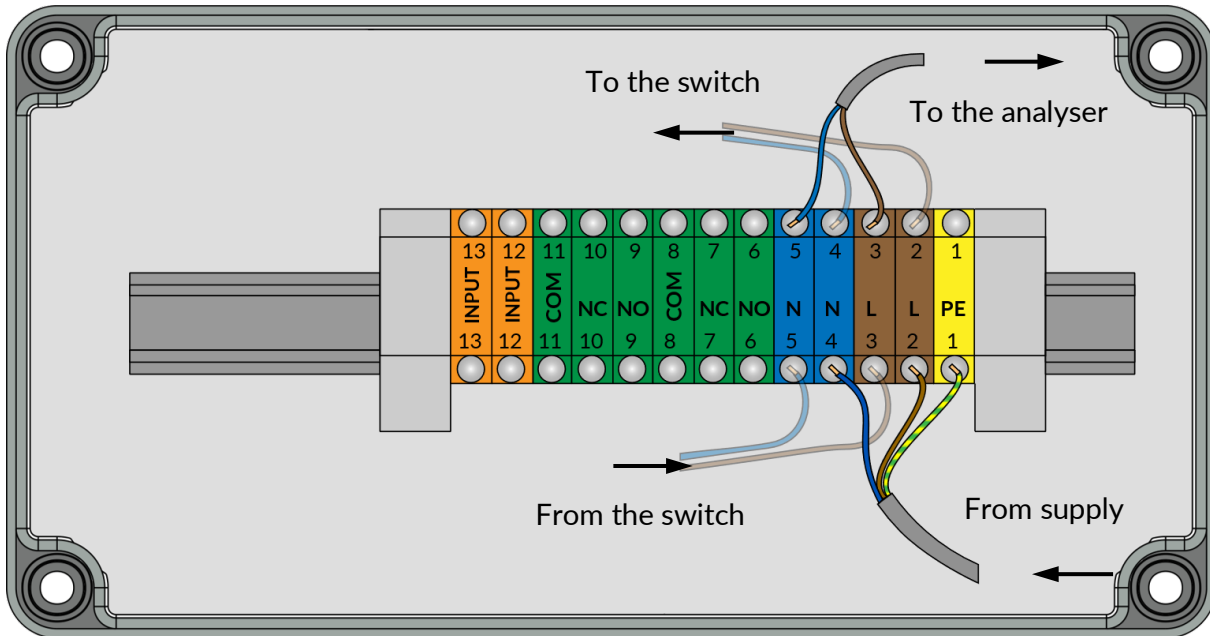 To the switch
To the analyser
13 12 11 10 9 8 7 6 5 4 3 2 1
INPUT INPUT COM NC NO COM NC NO N N L L PE
13 12 11 10 9 8 7 6 5 4 3 2 1
From the switch
From supply